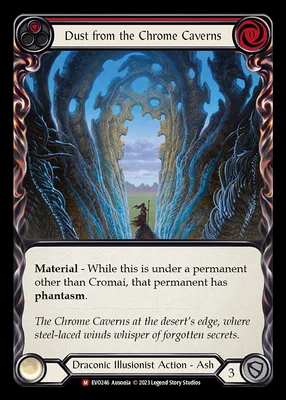 Dust from the Chrome Caverns
Material - While this is under a permanent
other than Cromai, that permanent has
phantasm.
The Chrome Caverns at the desert's edge, where
steel-laced winds whisper of forgotten secrets.
Draconic Illusionist Action - Ash
3
M EVO246 Ausonia © 2023 Legend Story Studios